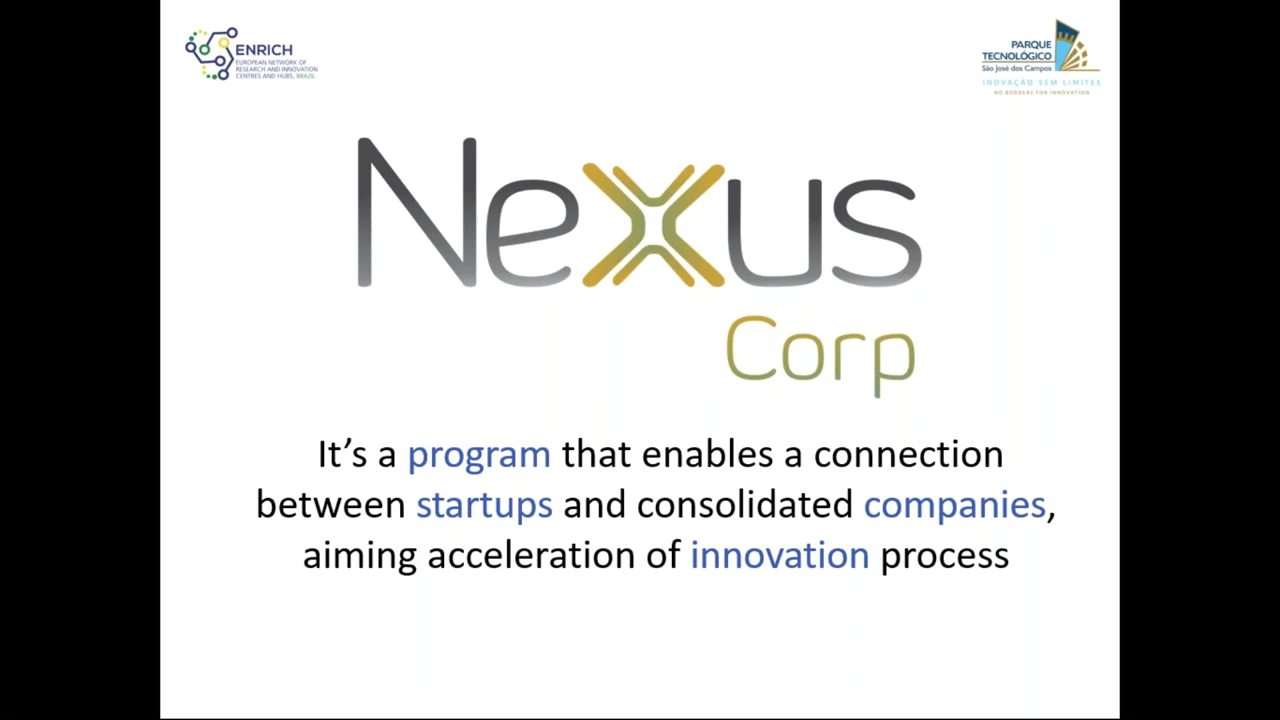 ENRICH
EUROPEAN NETWORK OF
RESEARCH AND INNOVATION
CENTRES AND HUBS, BRAZIL
PARQUE
TECNOLÓGICO
São José dos Campos
INOVAÇÃO SEM LIMITES
NO BORDERS FOR INNOVATION
Nexus
Corp
It’s a program that enables a connection
between startups and consolidated companies,
aiming acceleration of innovation process